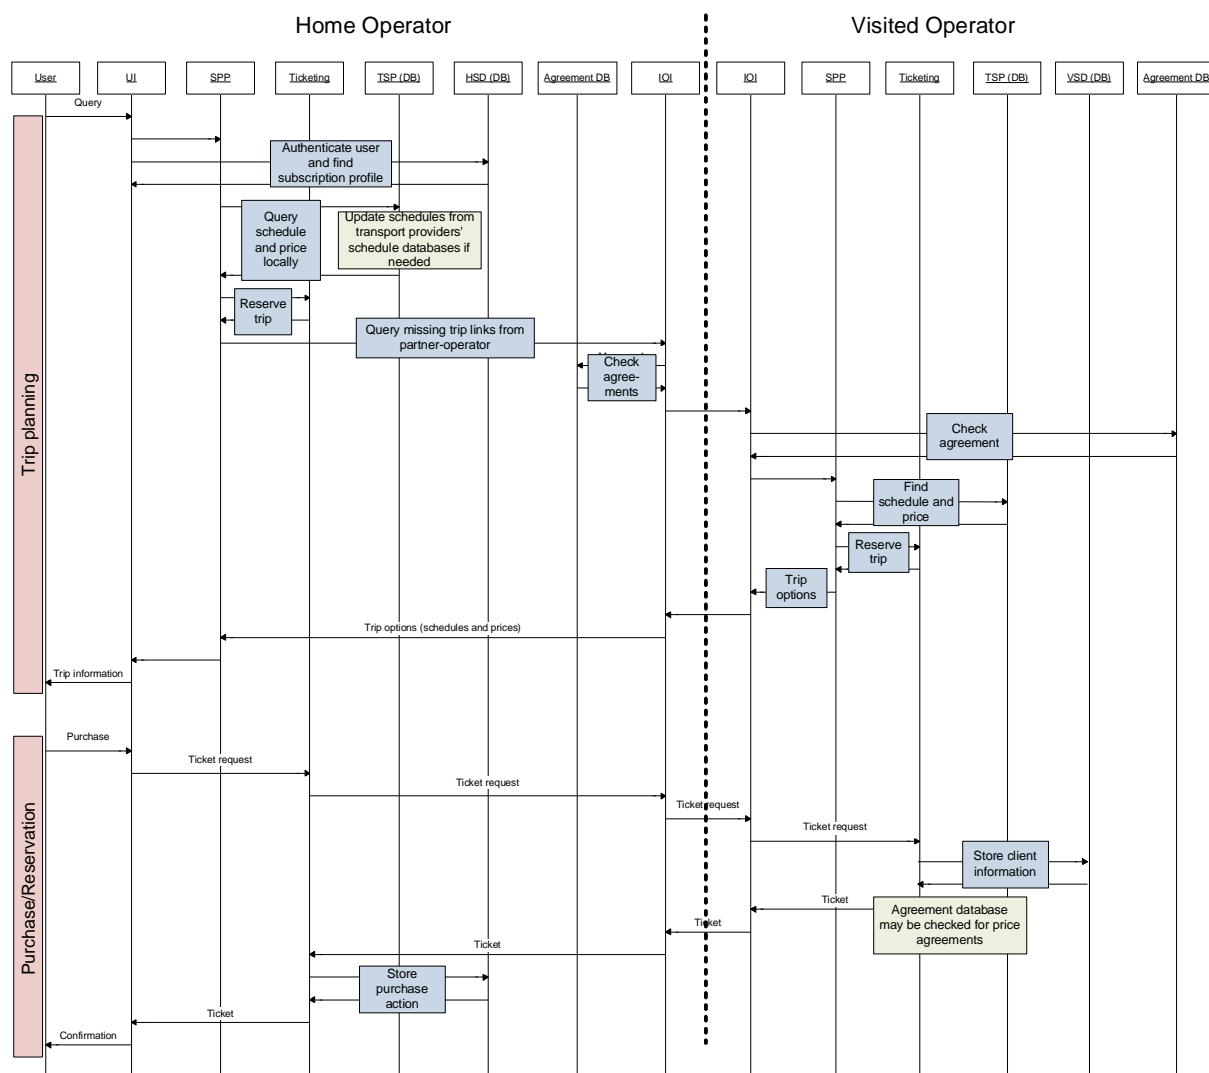 Home Operator
Visited Operator
User
UI
SPP
Ticketing
TSP (DB)
HSD (DB)
Agreement DB
IOI
IOI
SPP
Ticketing
TSP (DB)
VSD (DB)
Agreement DB
Query
Authenticate user
and find
subscription profile
Query
schedule
and price
locally
Update schedules from
transport providers'
schedule databases if
needed
Reserve
trip
Query missing trip links from
partner-operator
Check
agree-
ments
Check
agreement
Find
schedule and
price
Reserve
trip
Trip
options
Trip options (schedules and prices)
Trip information
Trip planning
Purchase
Ticket request
Ticket request
Ticket request
Ticket request
Store client
information
Ticket
Agreement database
may be checked for price
agreements
Ticket
Ticket
Store
purchase
action
Ticket
Confirmation
Purchase/Reservation